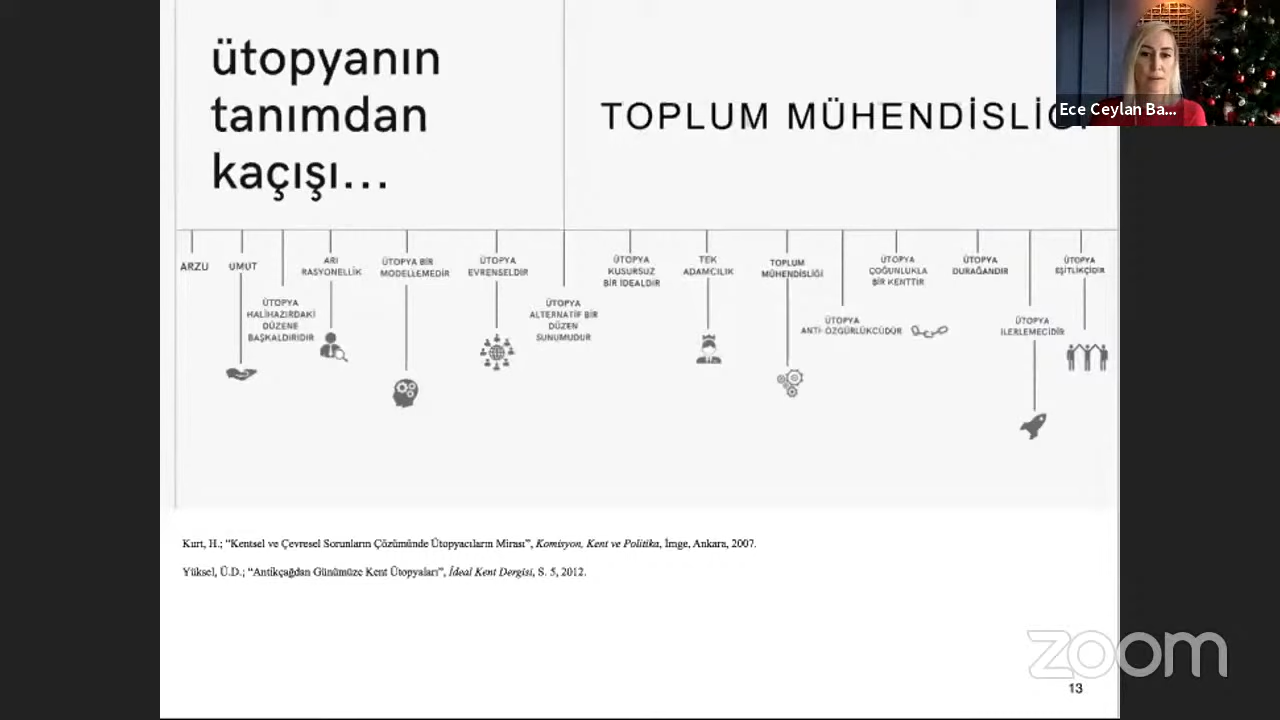 ütopyanın
tanımdan
kaçışı...
TOPLUM MÜHENDİSLİĞİ
Ece Ceylan Ba...
ARZU
UMUT
ÜTOPYA
HALİHAZIRDAKİ
DÜZENE
BAŞKALDIRIDIR
ARI
RASYONELLİK
ÜTOPYA BİR
MODELLEMEDİR
ÜTOPYA
EVRENSELDİR
ÜTOPYA
ALTERNATİF BİR
DÜZEN
SUNUMUDUR
ÜTOPYA
KUSURSUZ
BİR İDEALDIR
TEK
ADAMCILIK
TOPLUM
MÜHENDİSLİĞİ
ÜTOPYA
ANTİ-ÖZGÜRLÜKCÜDÜR
ÜTOPYA
ÇOĞUNLUKLA
BİR KENTTIR
ÜTOPYA
DURAĞANDIR
ÜTOPYA
İLERLEMECİDİR
ÜTOPYA
EŞİTLİKÇİDİR
Kurt, H.; “Kentsel ve Çevresel Sorunların Çözümünde Ütopyacıların Mirası”, Komisyon, Kent ve Politika, İmge, Ankara, 2007.
Yüksel, Ü.D.; “Antikçağdan Günümüze Kent Ütopyaları”, İdeal Kent Dergisi, S. 5, 2012.
zoom
13